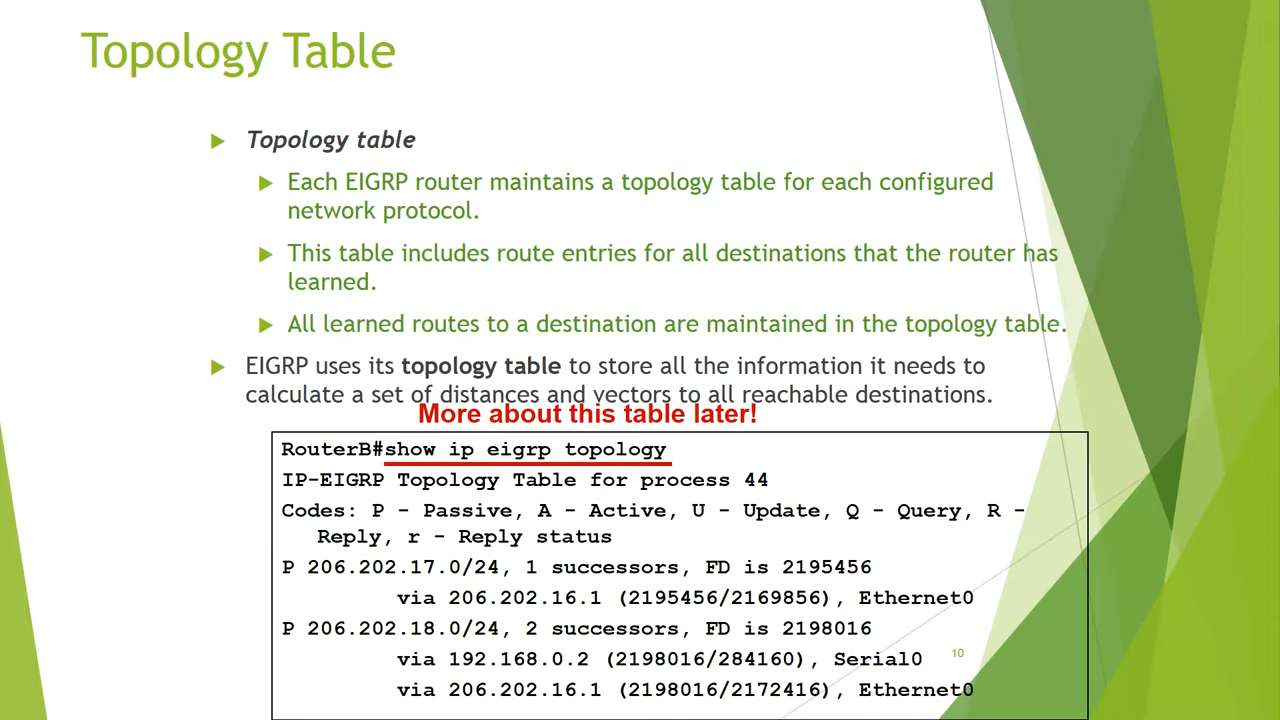 Topology Table
Topology table
Each EIGRP router maintains a topology table for each configured
network protocol.
This table includes route entries for all destinations that the router has
learned.
All learned routes to a destination are maintained in the topology table.
EIGRP uses its topology table to store all the information it needs to
calculate a set of distances and vectors to all reachable destinations.
More about this table later!
RouterB#show ip eigrp topology
IP-EIGRP Topology Table for process 44
Codes: P - Passive, A - Active, U - Update, Q - Query, R -
Reply, r - Reply status
P 206.202.17.0/24, 1 successors, FD is 2195456
via 206.202.16.1 (2195456/2169856), Ethernet0
P 206.202.18.0/24, 2 successors, FD is 2198016
via 192.168.0.2 (2198016/284160), Serial0
10
via 206.202.16.1 (2198016/2172416), Ethernet0